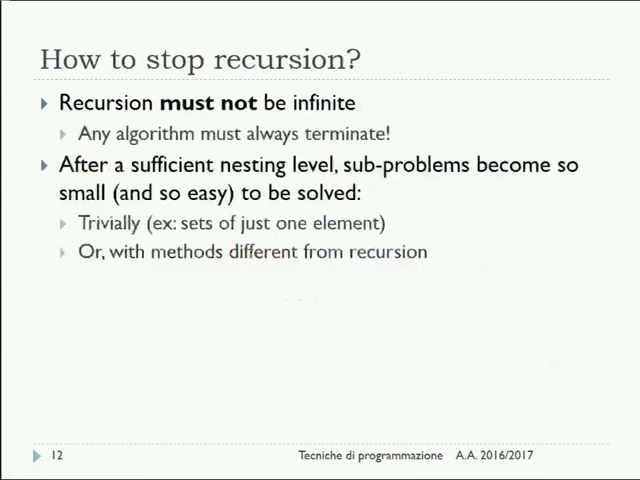 How to stop recursion?
Recursion must not be infinite
Any algorithm must always terminate!
After a sufficient nesting level, sub-problems become so
small (and so easy) to be solved:
Trivially (ex: sets of just one element)
Or, with methods different from recursion
12 Tecniche di programmazione A.A. 2016/2017